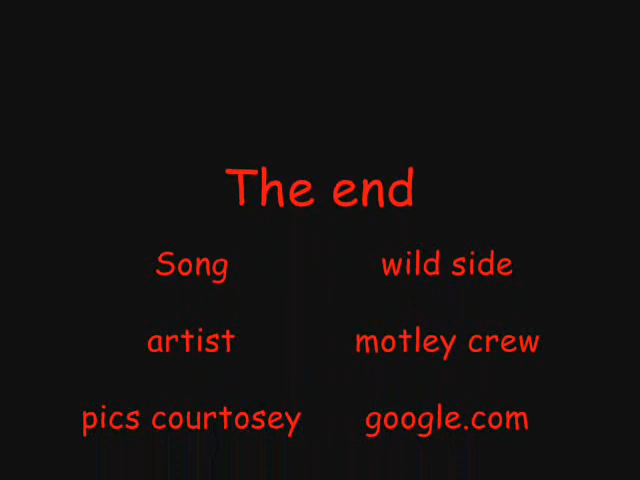 The end
Song wild side
artist motley crew
pics courtosey google.com